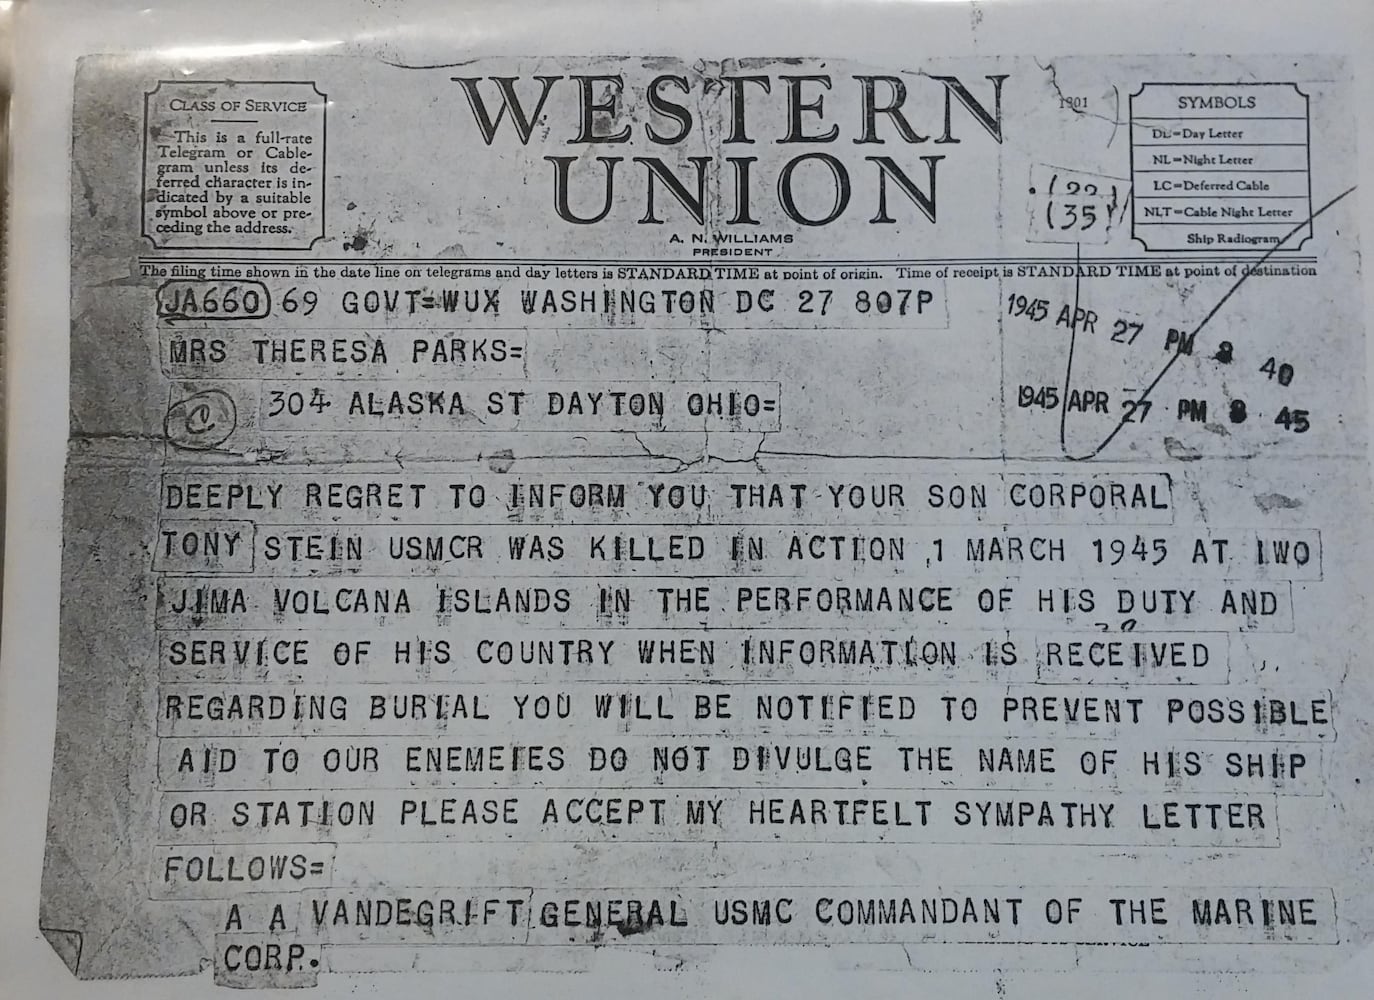 CLASS OF SERVICE
This is a full-rate
Telegram or Cable-
gram unless its de-
ferred character is in-
dicated by a suitable
symbol above or pre-
ceding the address.
WESTERN
UNION
A. N. WILLIAMS
PRESIDENT
1301
(22)
(35)
SYMBOLS
DL=Day Letter
NL=Night Letter
LC=Deferred Cable
NLT=Cable Night Letter
Ship Radiogram
The filing time shown in the date line on telegrams and day letters is STANDARD TIME at point of origin. Time of receipt is STANDARD TIME at point of destination
JA660 69 GOVT=WUX WASHINGTON DC 27 807P
1945 APR 27 PM 8 40
MRS THERESA PARKS=
C 304 ALASKA ST DAYTON OHIO=
1945 APR 27 PM 8 45
DEEPLY REGRET TO INFORM YOU THAT YOUR SON CORPORAL
TONY STEIN USMCR WAS KILLED IN ACTION 1 MARCH 1945 AT IWO
JIMA VOLCANA ISLANDS IN THE PERFORMANCE OF HIS DUTY AND
SERVICE OF HIS COUNTRY WHEN INFORMATION IS RECEIVED
REGARDING BURIAL YOU WILL BE NOTIFIED TO PREVENT POSSIBLE
AID TO OUR ENEMEIES DO NOT DIVULGE THE NAME OF HIS SHIP
OR STATION PLEASE ACCEPT MY HEARTFELT SYMPATHY LETTER
FOLLOWS=
A A VANDEGRIFT GENERAL USMC COMMANDANT OF THE MARINE
CORP.